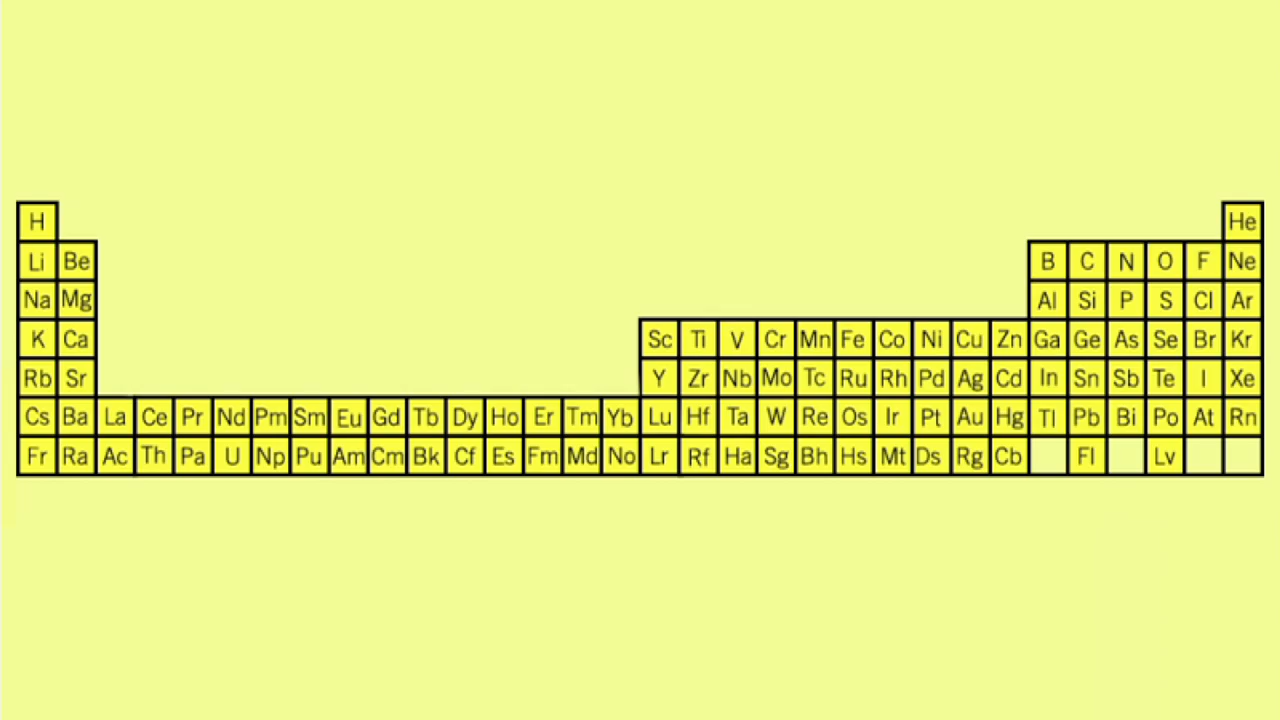 H He
Li Be B C N O F Ne
Na Mg Al Si P S Cl Ar
K Ca Sc Ti V Cr Mn Fe Co Ni Cu Zn Ga Ge As Se Br Kr
Rb Sr Y Zr Nb Mo Tc Ru Rh Pd Ag Cd In Sn Sb Te I Xe
Cs Ba La Ce Pr Nd Pm Sm Eu Gd Tb Dy Ho Er Tm Yb Lu Hf Ta W Re Os Ir Pt Au Hg Tl Pb Bi Po At Rn
Fr Ra Ac Th Pa U Np Pu Am Cm Bk Cf Es Fm Md No Lr Rf Ha Sg Bh Hs Mt Ds Rg Cb Fl Lv